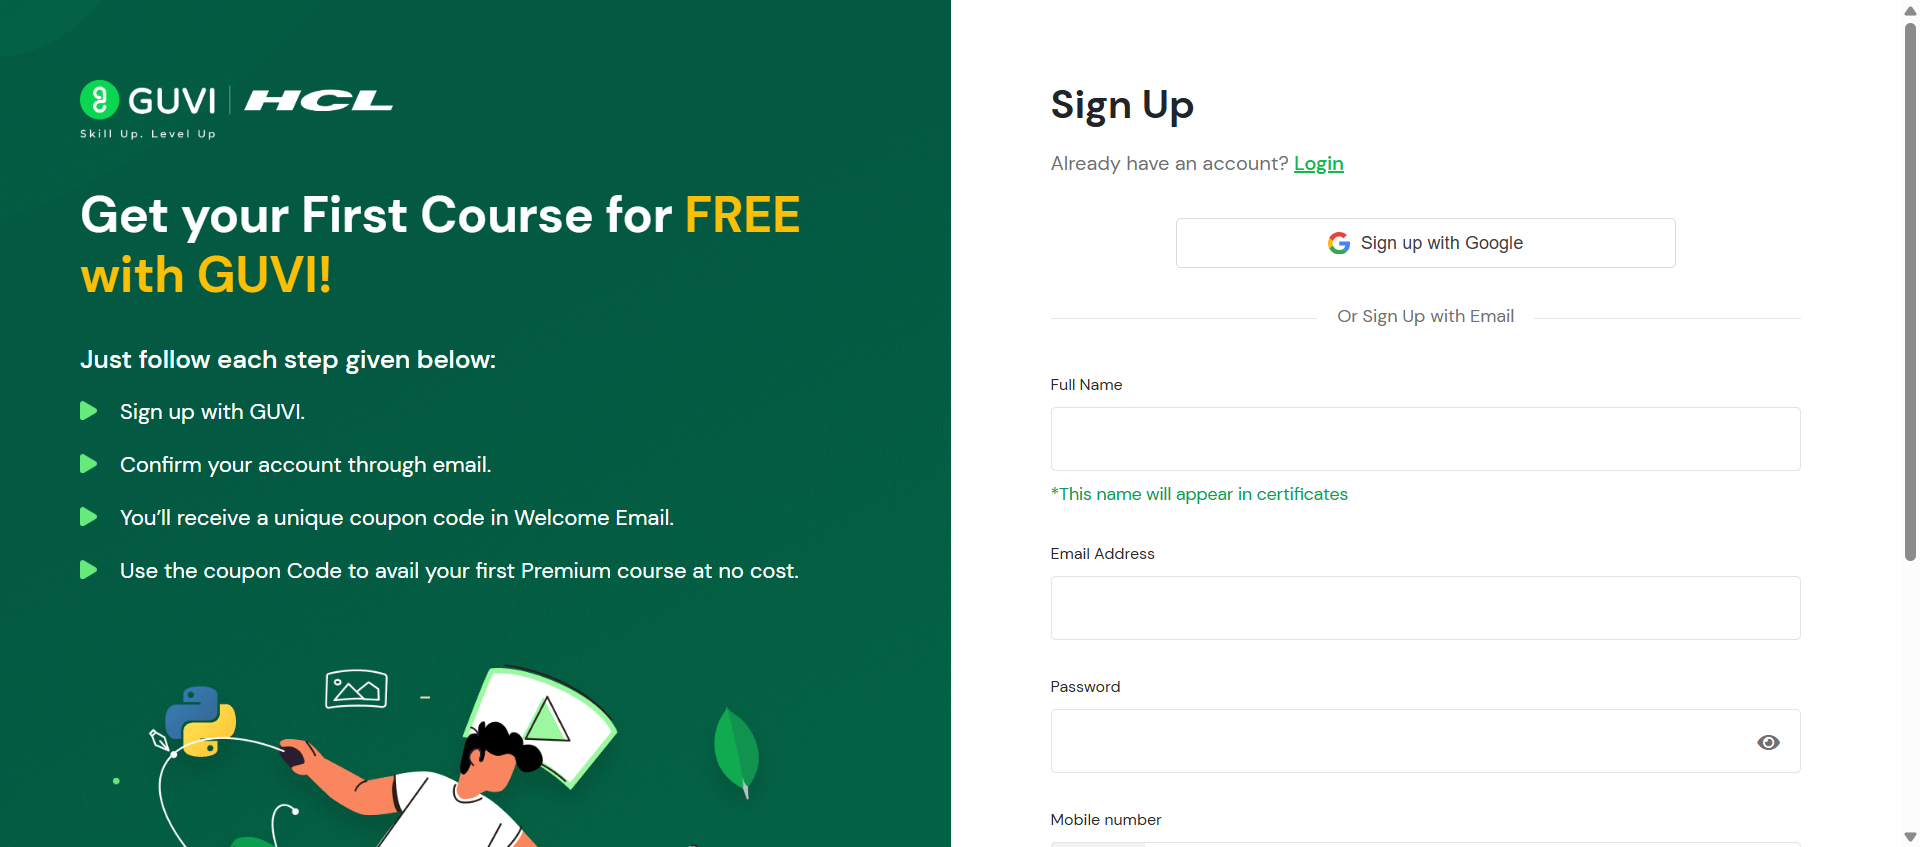 GUVI | HCL
Skill Up. Level Up
Get your First Course for FREE
with GUVI!
Just follow each step given below:
Sign up with GUVI.
Confirm your account through email.
You’ll receive a unique coupon code in Welcome Email.
Use the coupon Code to avail your first Premium course at no cost.
Sign Up
Already have an account? Login
Sign up with Google
Or Sign Up with Email
Full Name
*This name will appear in certificates
Email Address
Password
Mobile number